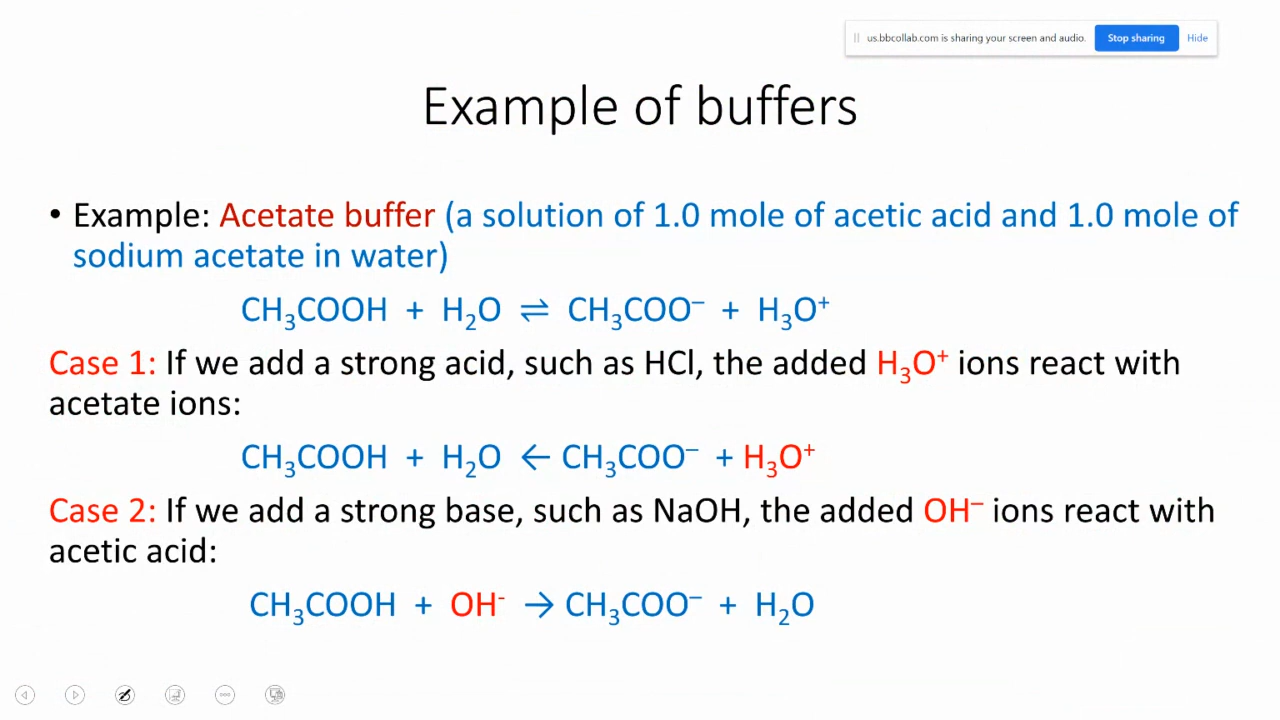 us.bbcollab.com is sharing your screen and audio. Stop sharing Hide
Example of buffers
• Example: Acetate buffer (a solution of 1.0 mole of acetic acid and 1.0 mole of
sodium acetate in water)
CH₃COOH + H₂O ⇌ CH₃COO⁻ + H₃O⁺
Case 1: If we add a strong acid, such as HCl, the added H₃O⁺ ions react with
acetate ions:
CH₃COOH + H₂O ← CH₃COO⁻ + H₃O⁺
Case 2: If we add a strong base, such as NaOH, the added OH⁻ ions react with
acetic acid:
CH₃COOH + OH⁻ → CH₃COO⁻ + H₂O